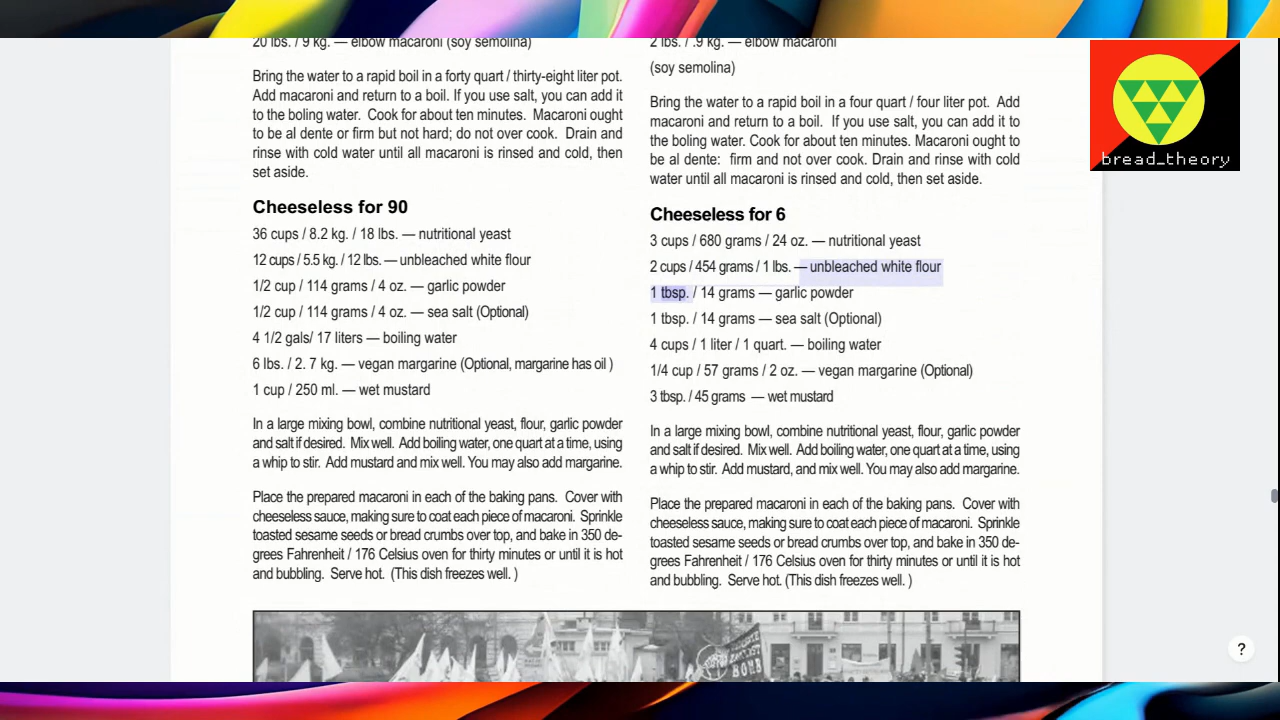 20 lbs. / 9 kg. — elbow macaroni (soy semolina)
Bring the water to a rapid boil in a forty quart / thirty-eight liter pot.
Add macaroni and return to a boil. If you use salt, you can add it
to the boling water. Cook for about ten minutes. Macaroni ought
to be al dente or firm but not hard; do not over cook. Drain and
rinse with cold water until all macaroni is rinsed and cold, then
set aside.
Cheeseless for 90
36 cups / 8.2 kg. / 18 lbs. — nutritional yeast
12 cups / 5.5 kg. / 12 lbs. — unbleached white flour
1/2 cup / 114 grams / 4 oz. — garlic powder
1/2 cup / 114 grams / 4 oz. — sea salt (Optional)
4 1/2 gals/ 17 liters — boiling water
6 lbs. / 2. 7 kg. — vegan margarine (Optional, margarine has oil )
1 cup / 250 ml. — wet mustard
In a large mixing bowl, combine nutritional yeast, flour, garlic powder
and salt if desired. Mix well. Add boiling water, one quart at a time, using
a whip to stir. Add mustard and mix well. You may also add margarine.
Place the prepared macaroni in each of the baking pans. Cover with
cheeseless sauce, making sure to coat each piece of macaroni. Sprinkle
toasted sesame seeds or bread crumbs over top, and bake in 350 de-
grees Fahrenheit / 176 Celsius oven for thirty minutes or until it is hot
and bubbling. Serve hot. (This dish freezes well. )
2 lbs. / .9 kg. — elbow macaroni
(soy semolina)
Bring the water to a rapid boil in a four quart / four liter pot. Add
macaroni and return to a boil. If you use salt, you can add it to
the boling water. Cook for about ten minutes. Macaroni ought to
be al dente: firm and not over cook. Drain and rinse with cold
water until all macaroni is rinsed and cold, then set aside.
Cheeseless for 6
3 cups / 680 grams / 24 oz. — nutritional yeast
2 cups / 454 grams / 1 lbs. — unbleached white flour
1 tbsp. / 14 grams — garlic powder
1 tbsp. / 14 grams — sea salt (Optional)
4 cups / 1 liter / 1 quart. — boiling water
1/4 cup / 57 grams / 2 oz. — vegan margarine (Optional)
3 tbsp. / 45 grams — wet mustard
In a large mixing bowl, combine nutritional yeast, flour, garlic powder
and salt if desired. Mix well. Add boiling water, one quart at a time, using
a whip to stir. Add mustard, and mix well. You may also add margarine.
Place the prepared macaroni in each of the baking pans. Cover with
cheeseless sauce, making sure to coat each piece of macaroni. Sprinkle
toasted sesame seeds or bread crumbs over top, and bake in 350 de-
grees Fahrenheit / 176 Celsius oven for thirty minutes or until it is hot
and bubbling. Serve hot. (This dish freezes well. )
bread_theory
BOMB
?